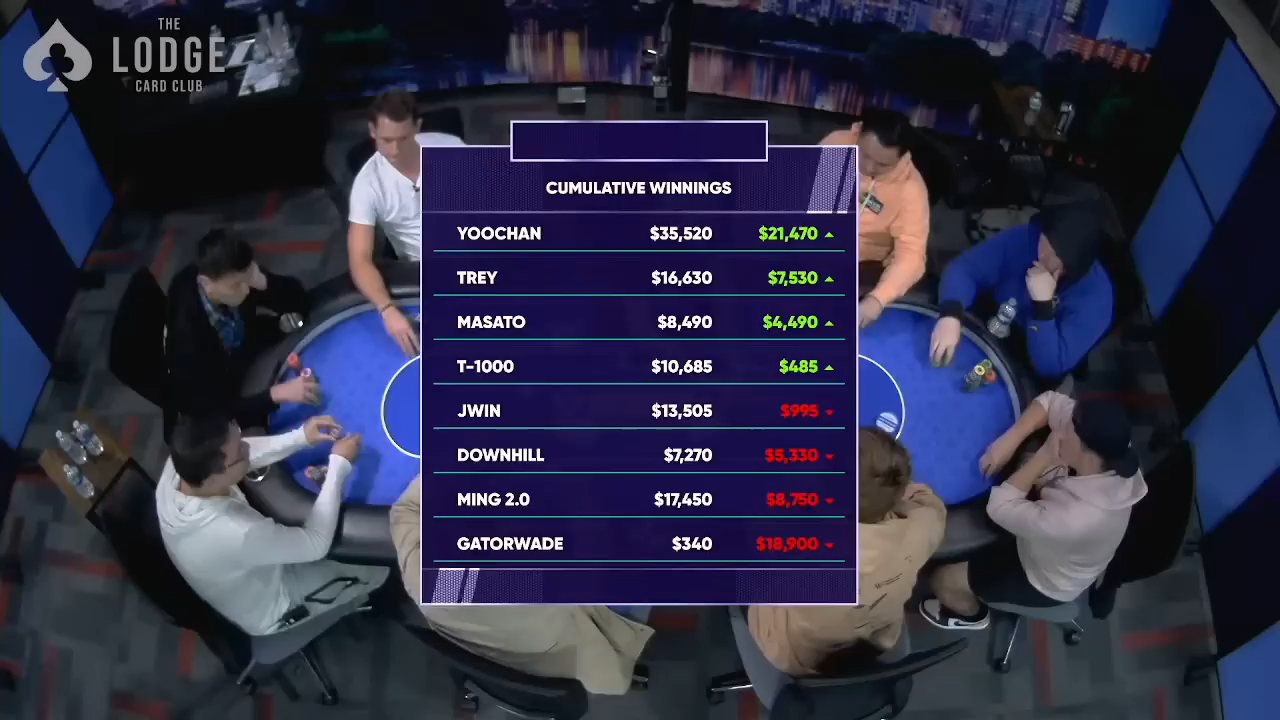 THE
LODGE
CARD CLUB
CUMULATIVE WINNINGS
YOOCHAN $35,520 $21,470
TREY $16,630 $7,530
MASATO $8,490 $4,490
T-1000 $10,685 $485
JWIN $13,505 $995
DOWNHILL $7,270 $5,330
MING 2.0 $17,450 $8,750
GATORWADE $340 $18,900